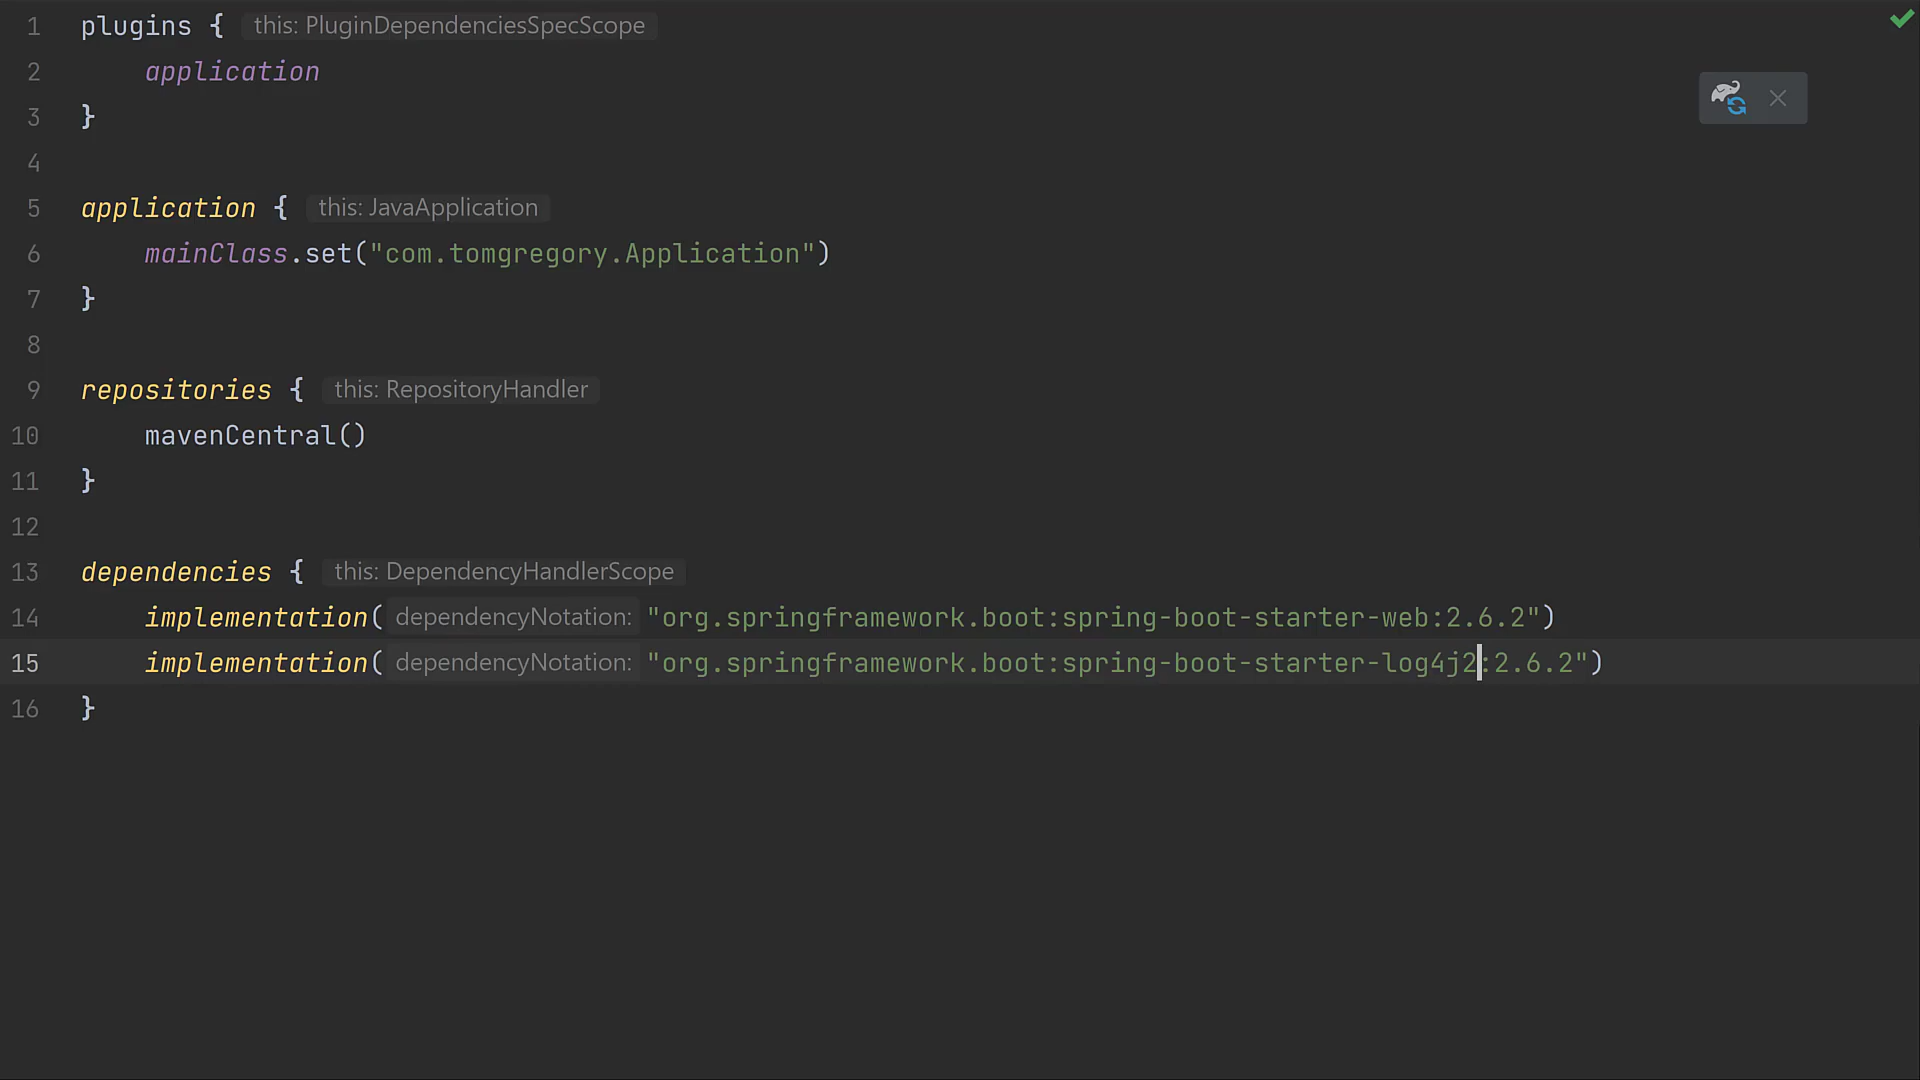 1 plugins { this: PluginDependenciesSpecScope
2 application
3 }
4
5 application { this: JavaApplication
6 mainClass.set("com.tomgregory.Application")
7 }
8
9 repositories { this: RepositoryHandler
10 mavenCentral()
11 }
12
13 dependencies { this: DependencyHandlerScope
14 implementation( dependencyNotation: "org.springframework.boot:spring-boot-starter-web:2.6.2")
15 implementation( dependencyNotation: "org.springframework.boot:spring-boot-starter-log4j2:2.6.2")
16 }